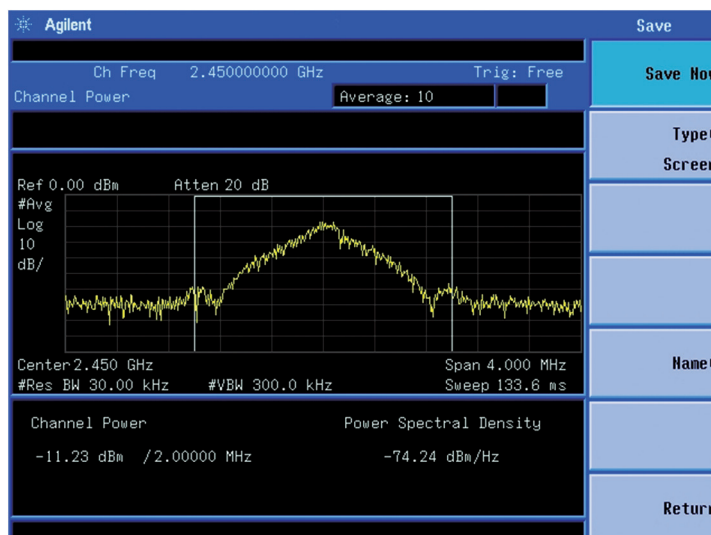 Agilent
Save
Ch Freq 2.450000000 GHz Trig: Free
Channel Power Average: 10
Save Now
Type
Screen
Ref 0.00 dBm Atten 20 dB
#Avg
Log
10
dB/
Center 2.450 GHz Span 4.000 MHz
#Res BW 30.00 kHz #VBW 300.0 kHz Sweep 133.6 ms
Name
Channel Power Power Spectral Density
-11.23 dBm /2.00000 MHz -74.24 dBm/Hz
Return